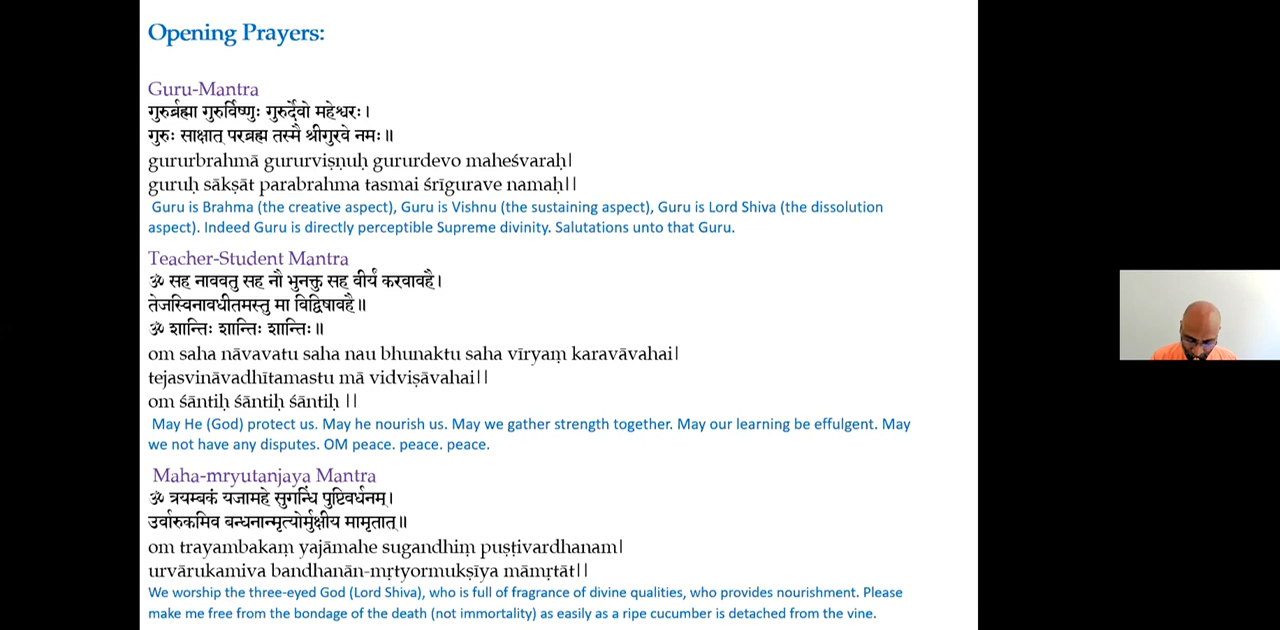 Opening Prayers:
Guru-Mantra
गुरुर्ब्रह्मा गुरुर्विष्णुः गुरुर्देवो महेश्वरः।
गुरुः साक्षात् परब्रह्म तस्मै श्रीगुरवे नमः॥
gururbrahmā gururviṣṇuḥ gururdevo maheśvaraḥ|
guruḥ sākṣāt parabrahma tasmai śrīgurave namaḥ||
Guru is Brahma (the creative aspect), Guru is Vishnu (the sustaining aspect), Guru is Lord Shiva (the dissolution
aspect). Indeed Guru is directly perceptible Supreme divinity. Salutations unto that Guru.
Teacher-Student Mantra
ॐ सह नाववतु सह नौ भुनक्तु सह वीर्यं करवावहै।
तेजस्विनावधीतमस्तु मा विद्विषावहै॥
ॐ शान्तिः शान्तिः शान्तिः॥
om saha nāvavatu saha nau bhunaktu saha vīryaṃ karavāvahai|
tejasvināvadhītamastu mā vidviṣāvahai||
om śāntiḥ śāntiḥ śāntiḥ ||
May He (God) protect us. May he nourish us. May we gather strength together. May our learning be effulgent. May
we not have any disputes. OM peace. peace. peace.
Maha-mryutanjaya Mantra
ॐ त्रयम्बकं यजामहे सुगन्धिं पुष्टिवर्धनम्।
उर्वारुकमिव बन्धनान्मृत्योर्मुक्षीय मामृतात्॥
om trayambakaṃ yajāmahe sugandhiṃ puṣṭivardhanam|
urvārukamiva bandhanān-mṛtyormukṣīya māmṛtāt||
We worship the three-eyed God (Lord Shiva), who is full of fragrance of divine qualities, who provides nourishment. Please
make me free from the bondage of the death (not immortality) as easily as a ripe cucumber is detached from the vine.